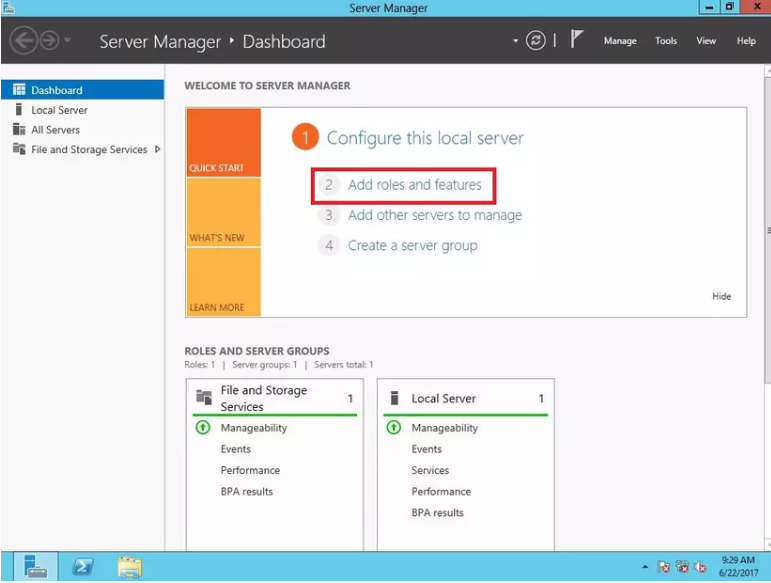 Server Manager
Server Manager ‣ Dashboard
Manage Tools View Help
Dashboard
Local Server
All Servers
File and Storage Services
WELCOME TO SERVER MANAGER
QUICK START
WHAT'S NEW
LEARN MORE
1 Configure this local server
2 Add roles and features
3 Add other servers to manage
4 Create a server group
Hide
ROLES AND SERVER GROUPS
Roles: 1 | Server groups: 1 | Servers total: 1
File and Storage
Services 1
Manageability
Events
Performance
BPA results
Local Server 1
Manageability
Events
Services
Performance
BPA results
9:29 AM
6/22/2017